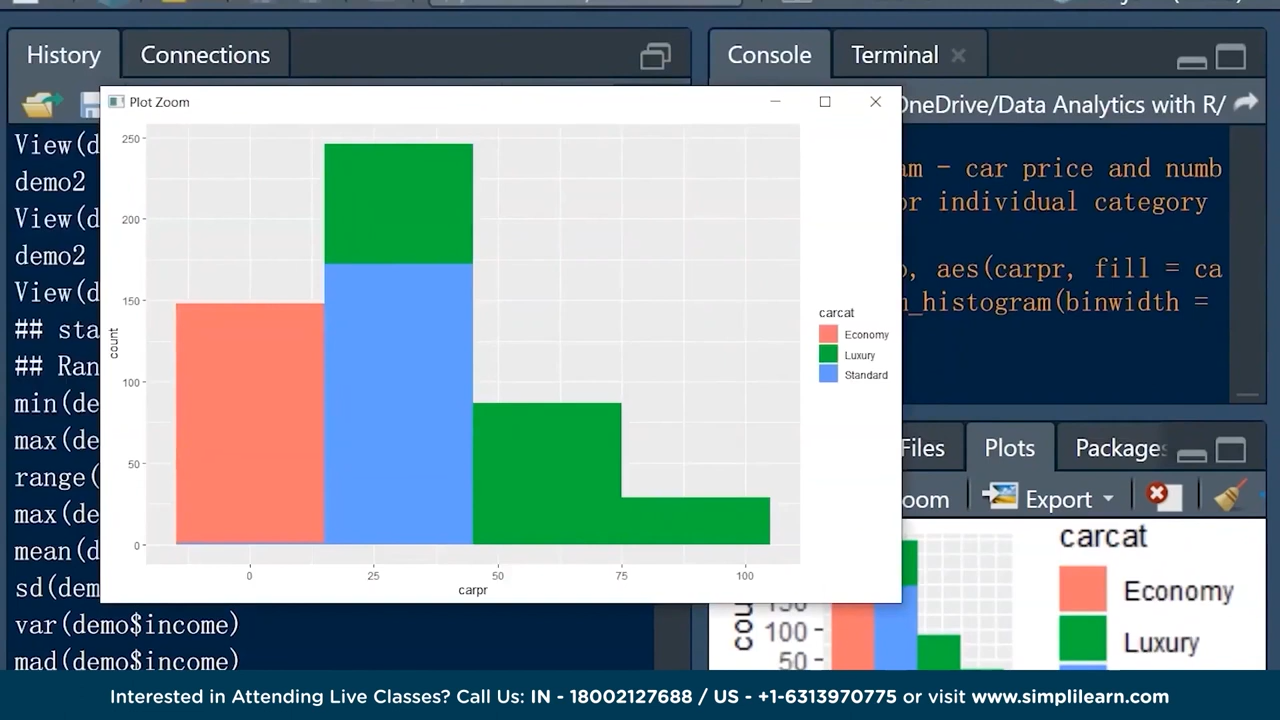 History
Connections
Console
Terminal
Plot Zoom
OneDrive/Data Analytics with R/
View(d
demo2
View(d
demo2
View(d
## sta
## Ran
min(de
max(de
range(
max(de
mean(d
sd(dem
var(demo$income)
mad(demo$income)
250
200
150
100
50
0
count
0
25
50
75
100
carpr
carcat
Economy
Luxury
Standard
am - car price and numb
or individual category
, aes(carpr, fill = ca
_histogram(binwidth =
Files
Plots
Packages
oom
Export
carcat
Economy
Luxury
150
100
50
Interested in Attending Live Classes? Call Us: IN - 18002127688 / US - +1-6313970775 or visit www.simplilearn.com